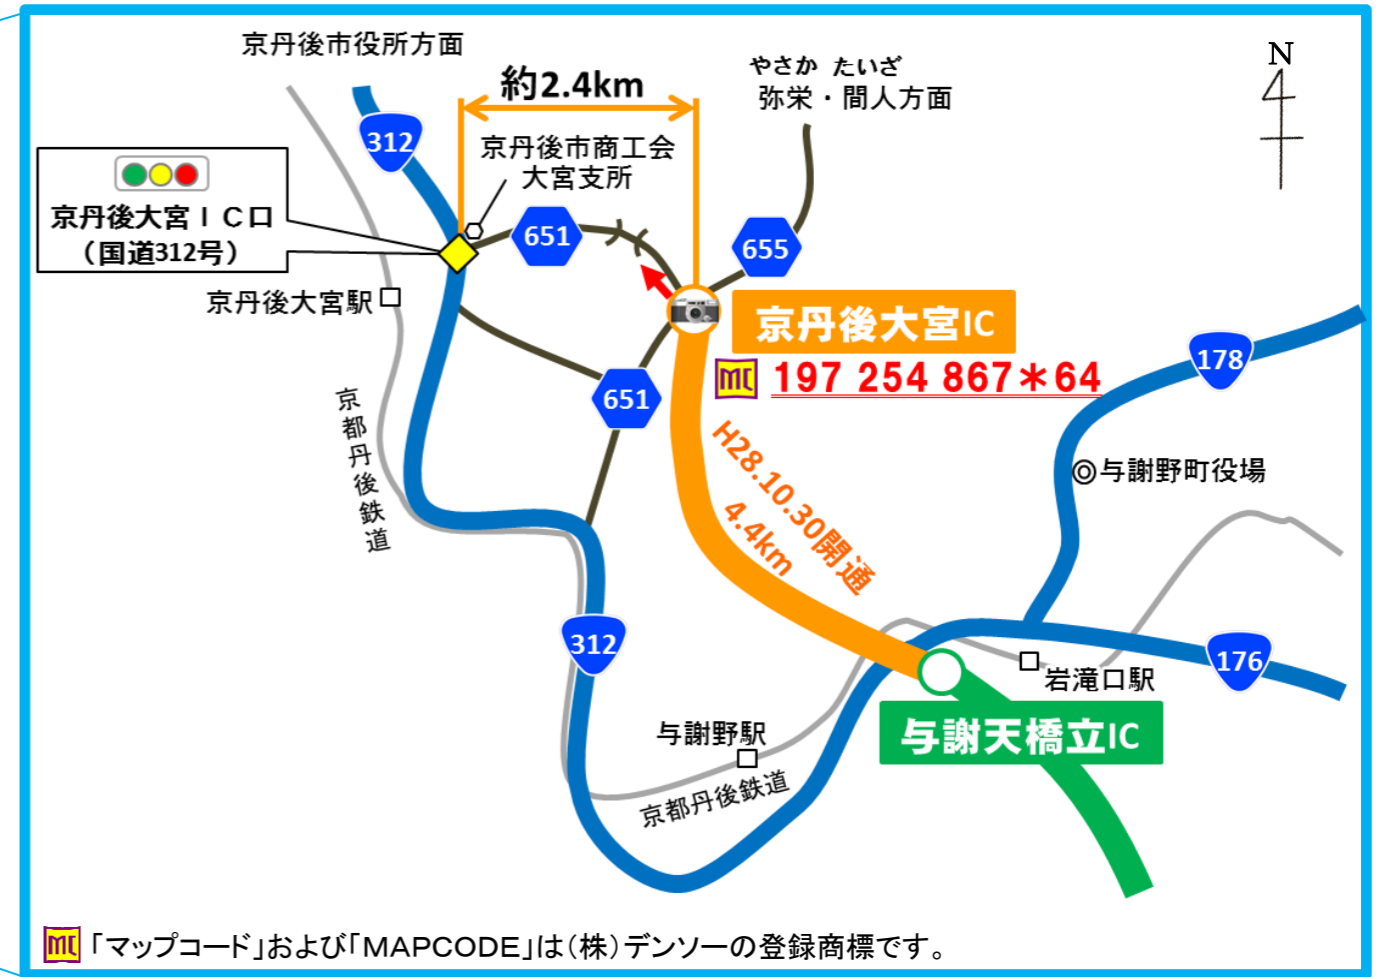 京丹後市役所方面
約2.4km
やさか たいざ
弥栄・間人方面
N
312
京丹後市商工会
大宮支所
京丹後大宮ＩＣ口
（国道312号）
651
655
京丹後大宮駅
京丹後大宮IC
MC 197 254 867＊64
178
651
京都丹後鉄道
H28.10.30開通
4.4km
与謝野町役場
312
176
岩滝口駅
与謝野駅
与謝天橋立IC
京都丹後鉄道
MC 「マップコード」および「MAPCODE」は（株）デンソーの登録商標です。